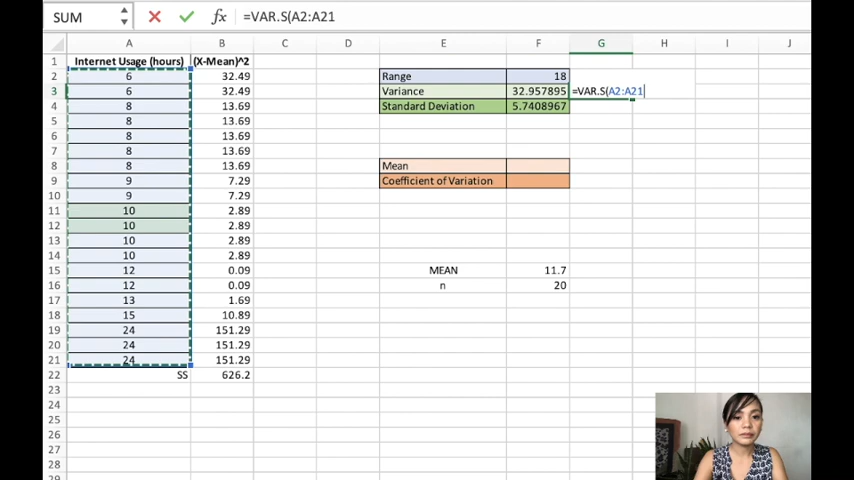 SUM fx =VAR.S(A2:A21
A B C D E F G H I J
1 Internet Usage (hours) (X-Mean)^2
2 6 32.49 Range 18
3 6 32.49 Variance 32.957895 =VAR.S(A2:A21
4 8 13.69 Standard Deviation 5.7408967
5 8 13.69
6 8 13.69
7 8 13.69
8 8 13.69 Mean
9 9 7.29 Coefficient of Variation
10 9 7.29
11 10 2.89
12 10 2.89
13 10 2.89
14 10 2.89
15 12 0.09 MEAN 11.7
16 12 0.09 n 20
17 13 1.69
18 15 10.89
19 24 151.29
20 24 151.29
21 24 151.29
22 SS 626.2
23
24
25
26
27
28
29